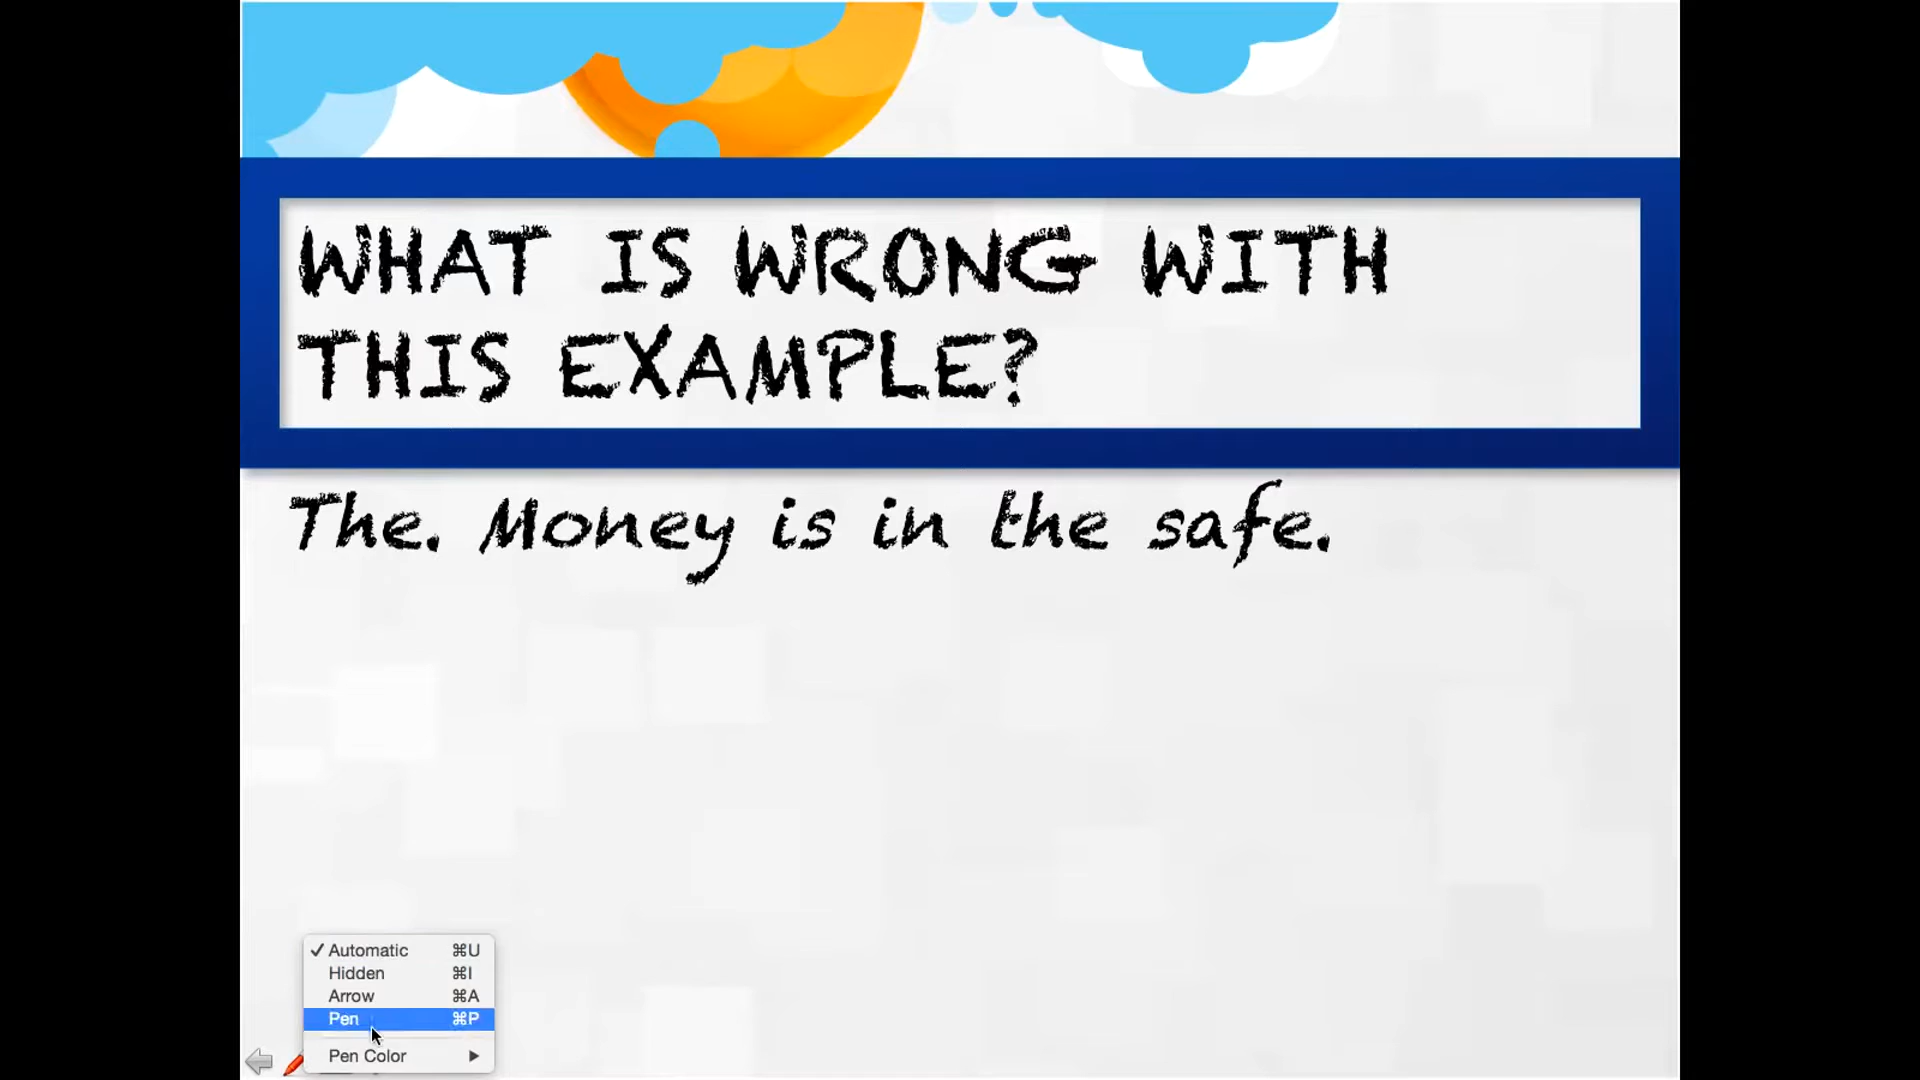 WHAT IS WRONG WITH
THIS EXAMPLE?
The. Money is in the safe.
✓ Automatic ⌘U
Hidden ⌘I
Arrow ⌘A
Pen ⌘P
Pen Color ▶